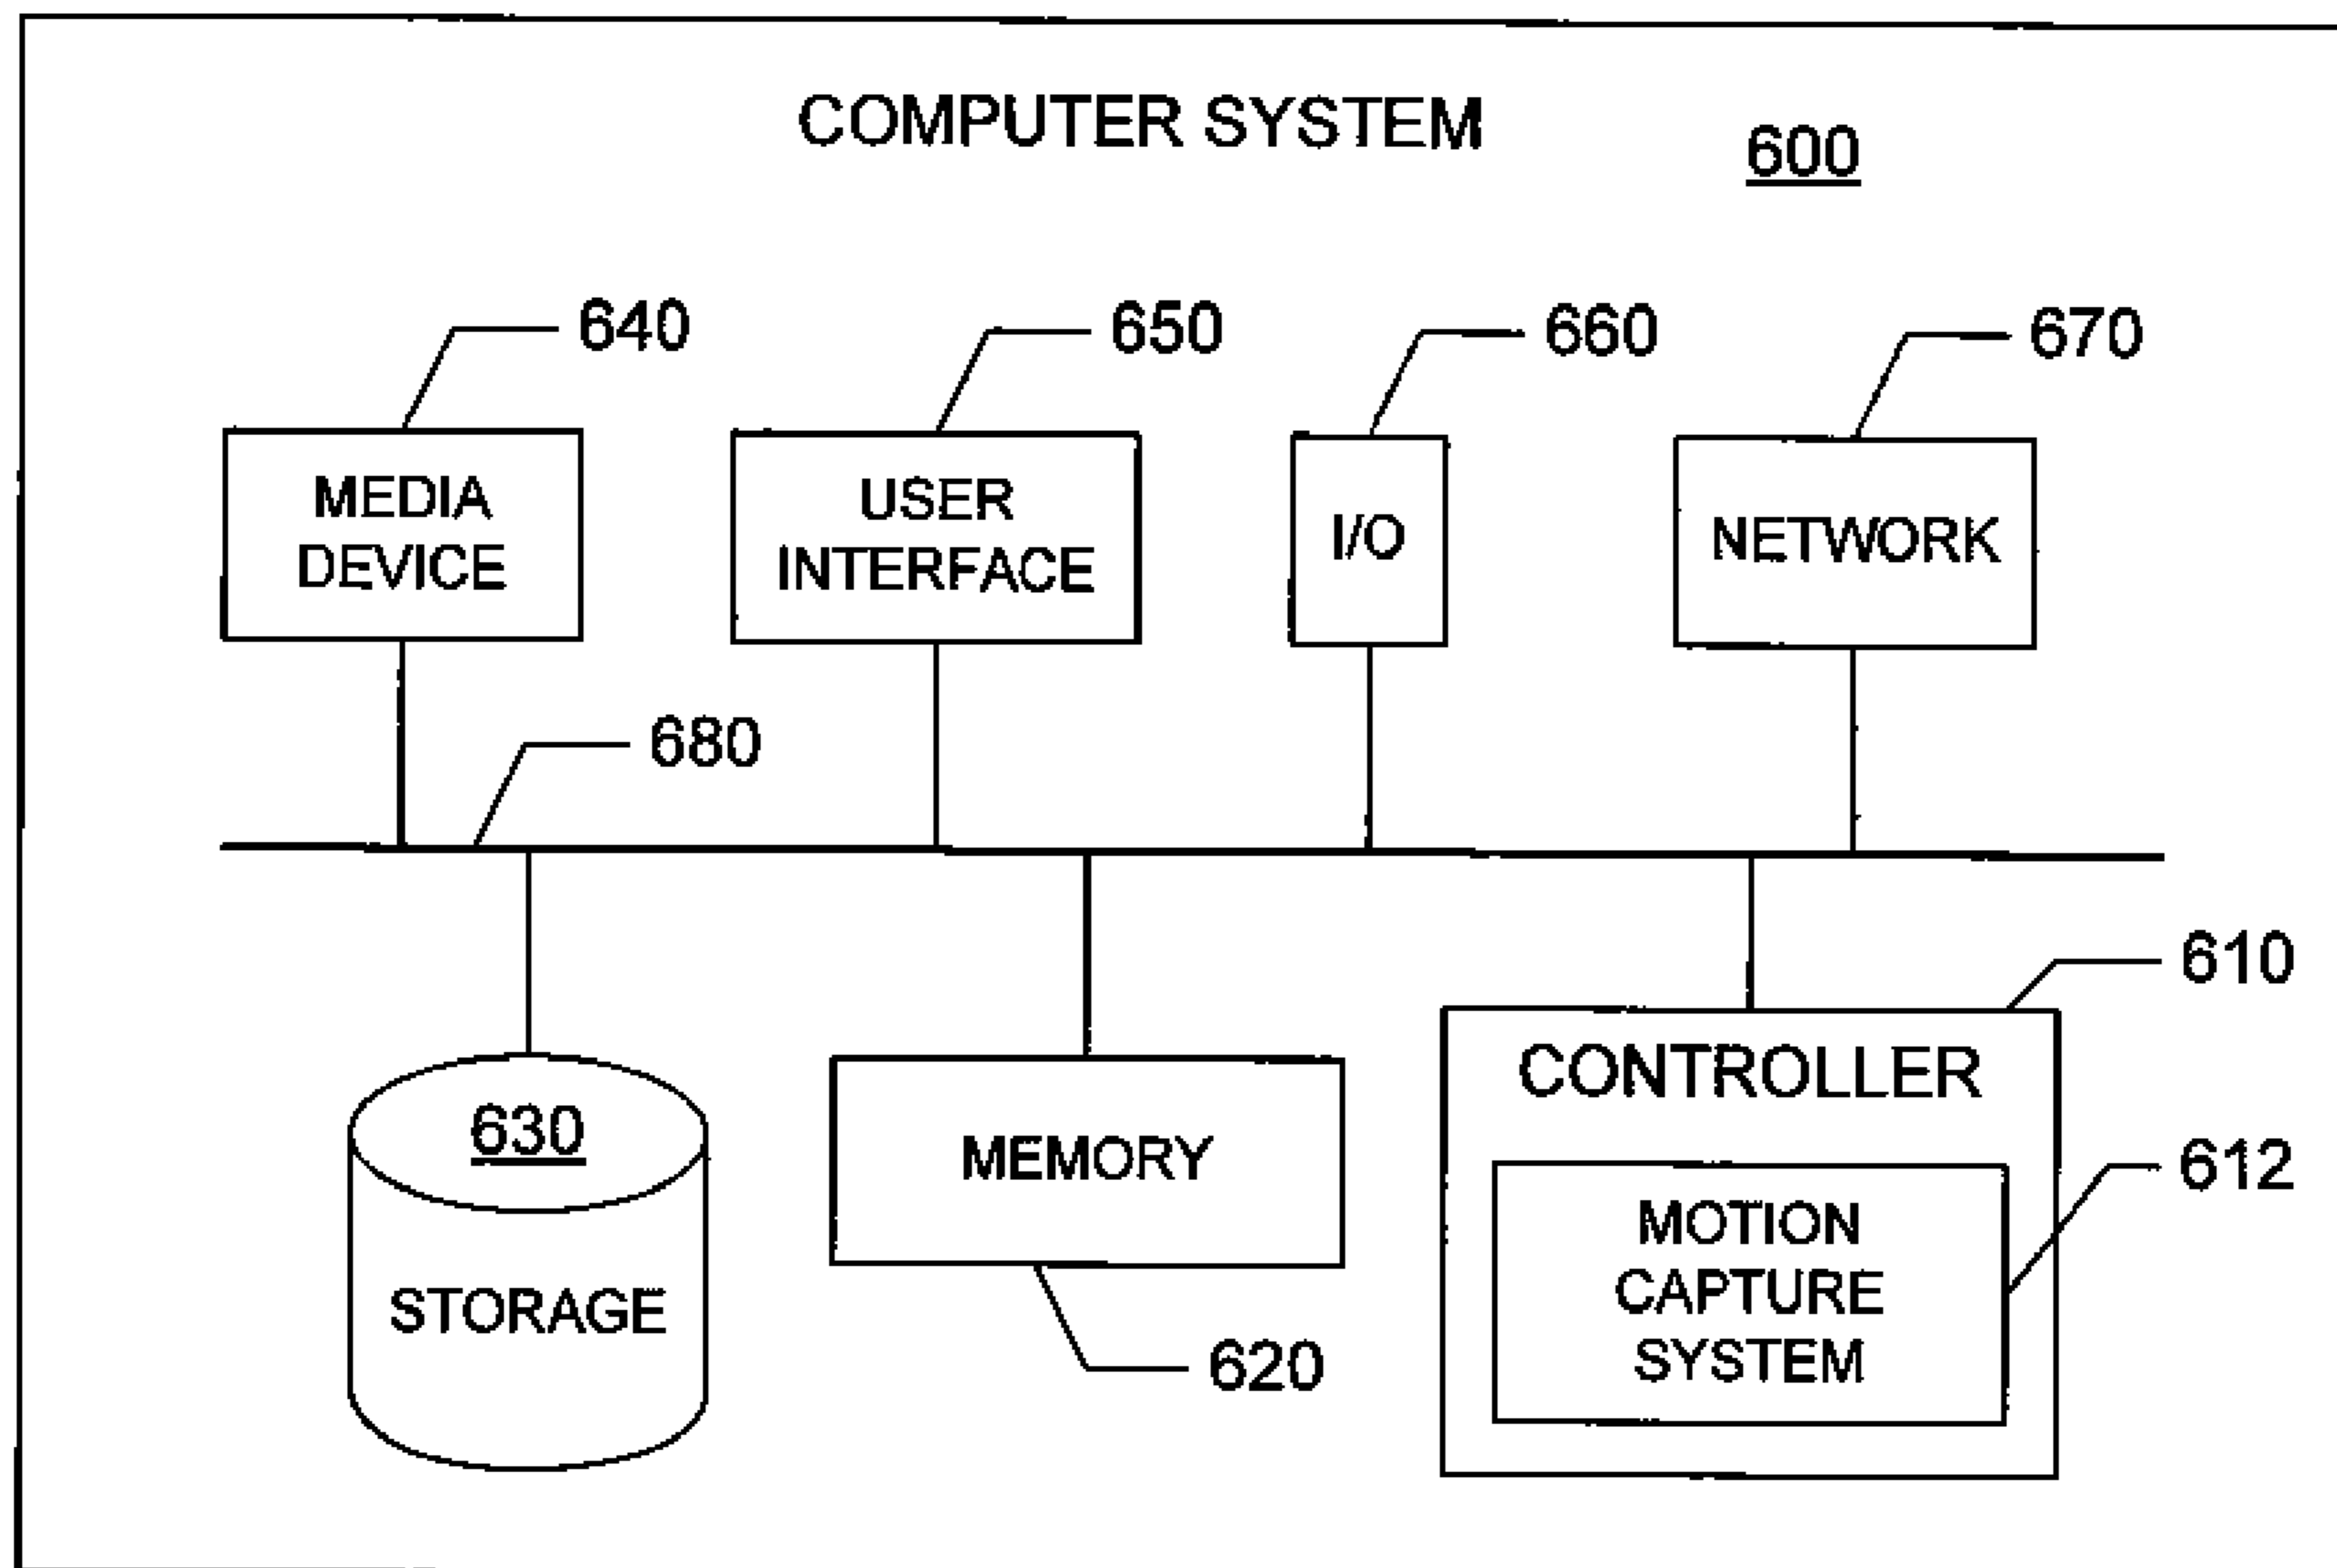 COMPUTER SYSTEM
600
640
650
660
670
MEDIA
DEVICE
USER
INTERFACE
I/O
NETWORK
680
610
CONTROLLER
630
STORAGE
MEMORY
620
612
MOTION
CAPTURE
SYSTEM